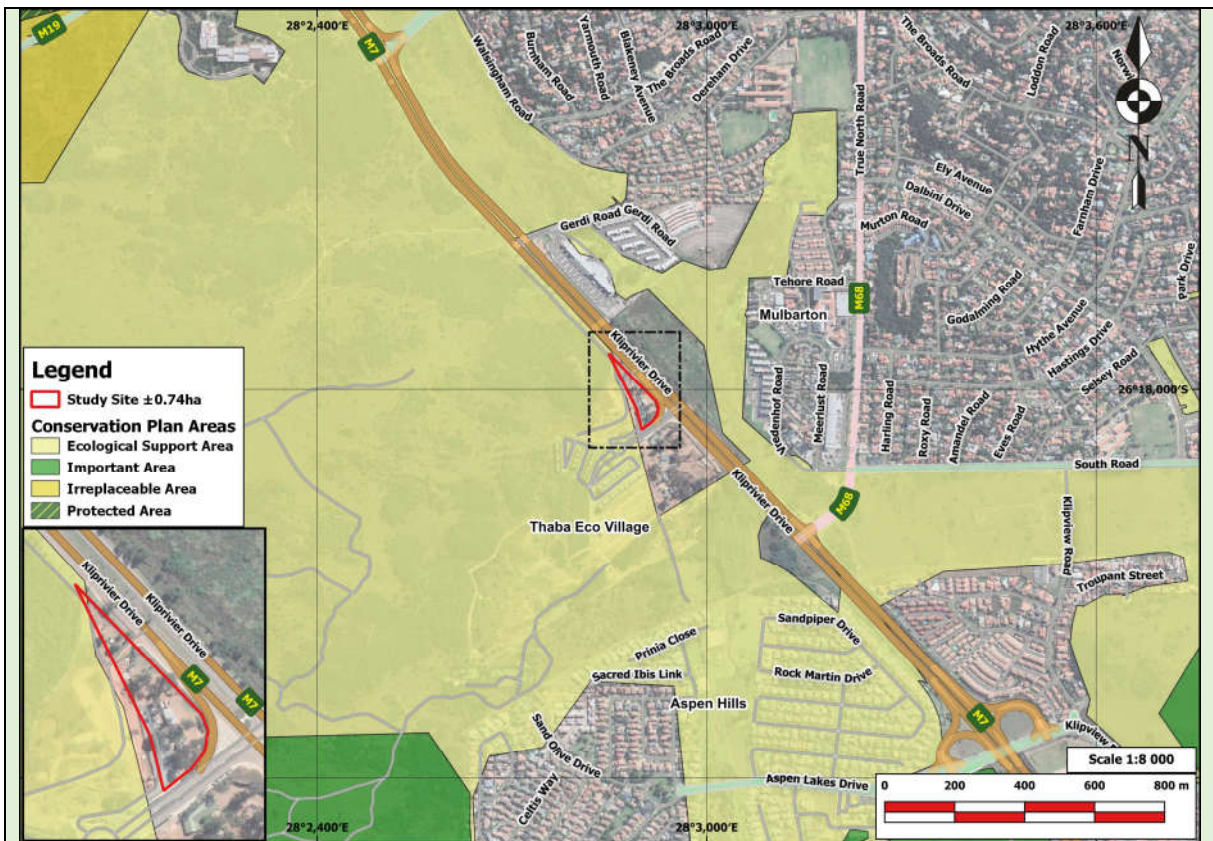 M19
28°2,400'E
28°3,000'E
28°3,600'E
M7
Walsingham Road
Burnham Road
Yarmouth Road
Blakeney Avenue
The Broads Road
Dereham Drive
True North Road
The Broads Road
Loddon Road
Norwi
N
Ely Avenue
Dalbini Drive
Farnham Drive
Murton Road
Gerdi Road
Gerdi Road
Tehore Road
M68
Mulbarton
Godalming Road
Park Drive
Hythe Avenue
Hastings Drive
Selsey Road
Kliprivier Drive
26°18,000'S
Vredenhof Road
Meerlust Road
Harling Road
Roxy Road
Amandel Road
Eves Road
South Road
Kliprivier Drive
M68
Klipview Road
Thaba Eco Village
Troupant Street
Sandpiper Drive
Prinia Close
Rock Martin Drive
Sacred Ibis Link
Aspen Hills
Sand Olive Drive
Celtis Way
M7
Aspen Lakes Drive
28°2,400'E
28°3,000'E
Legend
Study Site ±0.74ha
Conservation Plan Areas
Ecological Support Area
Important Area
Irreplaceable Area
Protected Area
Kliprivier Drive
Kliprivier Drive
M7
M7
Scale 1:8 000
0 200 400 600 800 m